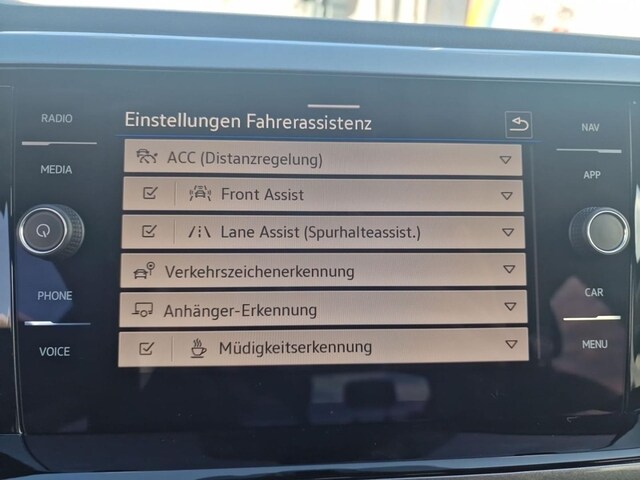 RADIO
MEDIA
PHONE
VOICE
Einstellungen Fahrerassistenz
ACC (Distanzregelung)
Front Assist
Lane Assist (Spurhalteassist.)
Verkehrszeichenerkennung
Anhänger-Erkennung
Müdigkeitserkennung
NAV
APP
CAR
MENU